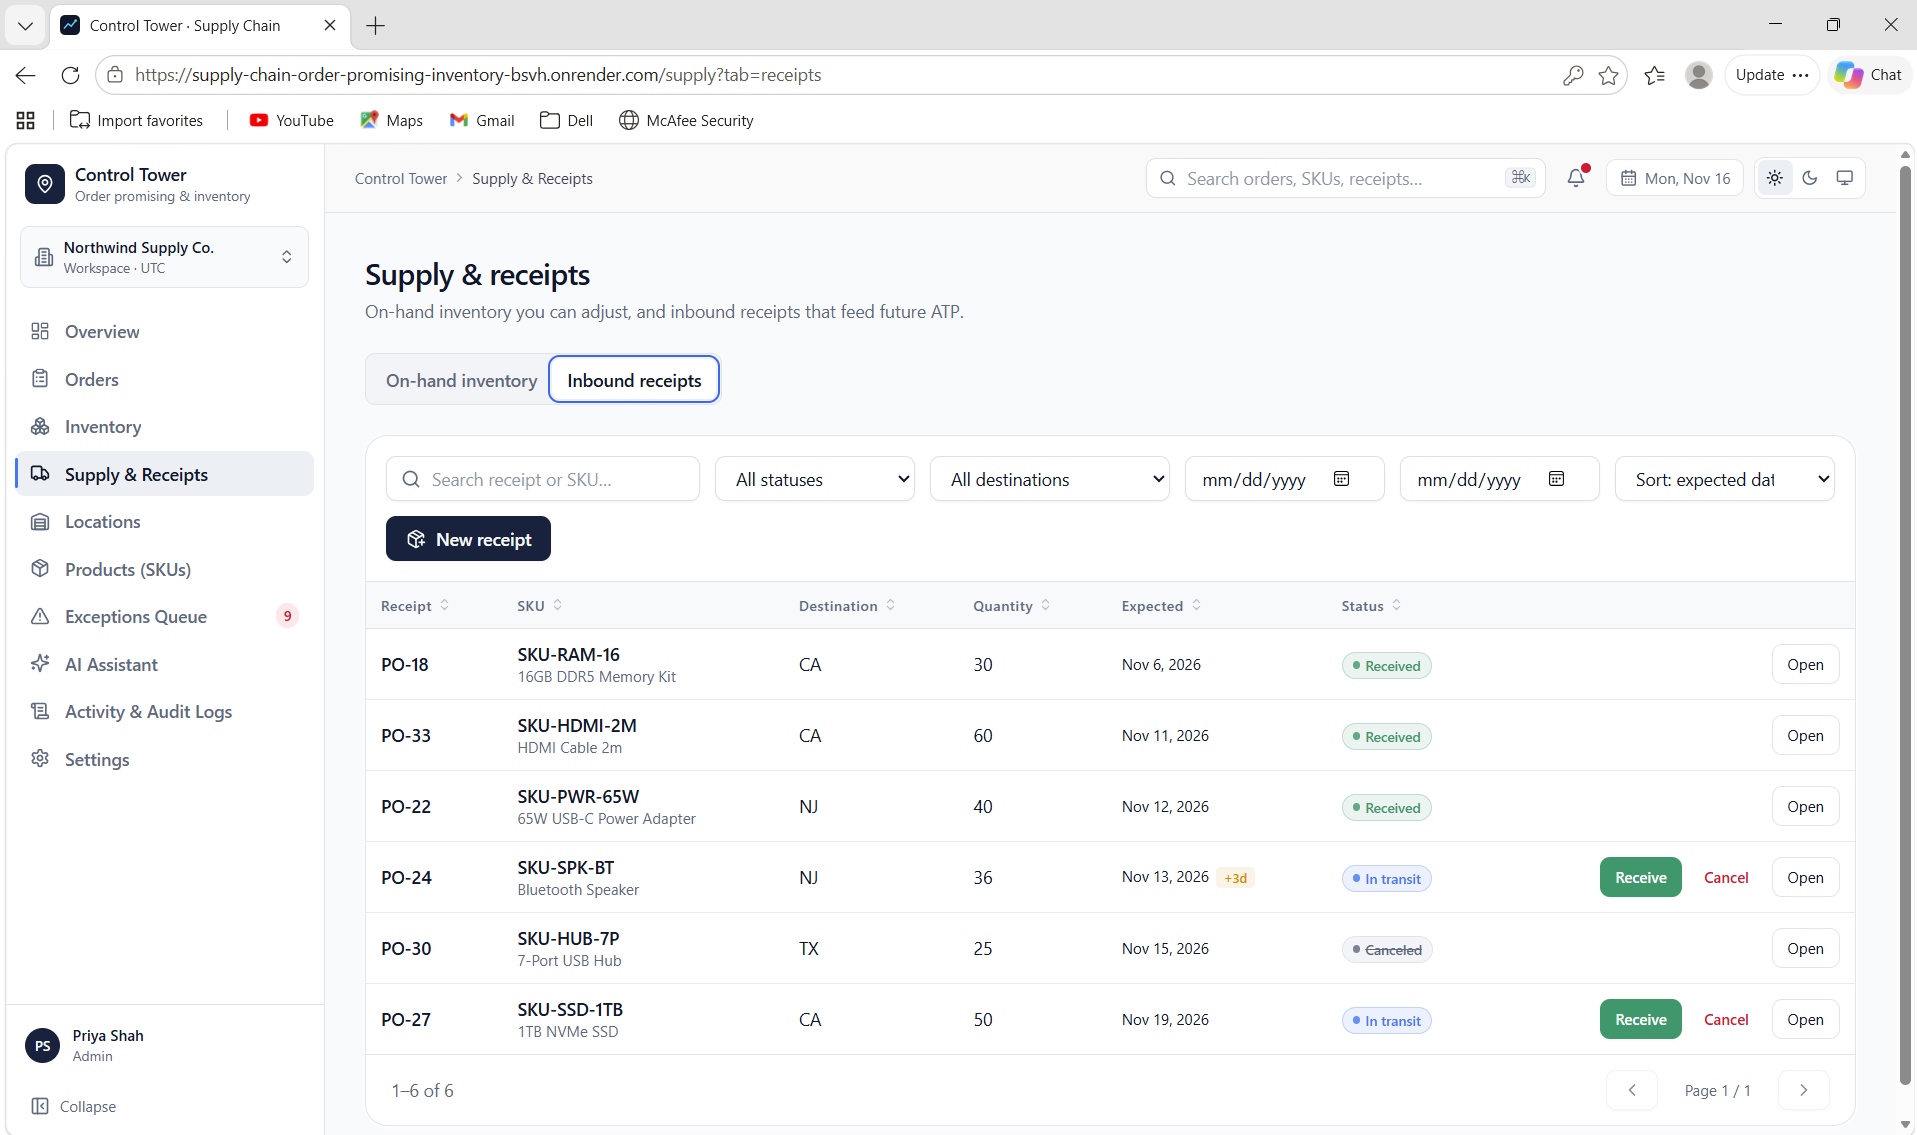 Control Tower · Supply Chain
https://supply-chain-order-promising-inventory-bsvh.onrender.com/supply?tab=receipts
Update
Chat
Import favorites
YouTube
Maps
Gmail
Dell
McAfee Security
Control Tower
Order promising & inventory
Northwind Supply Co.
Workspace · UTC
Overview
Orders
Inventory
Supply & Receipts
Locations
Products (SKUs)
Exceptions Queue 9
AI Assistant
Activity & Audit Logs
Settings
PS
Priya Shah
Admin
Collapse
Control Tower > Supply & Receipts
Search orders, SKUs, receipts...
⌘K
Mon, Nov 16
Supply & receipts
On-hand inventory you can adjust, and inbound receipts that feed future ATP.
On-hand inventory
Inbound receipts
Search receipt or SKU...
All statuses
All destinations
mm/dd/yyyy
mm/dd/yyyy
Sort: expected dat
New receipt
Receipt SKU Destination Quantity Expected Status
PO-18 SKU-RAM-16 CA 30 Nov 6, 2026 Received Open
16GB DDR5 Memory Kit
PO-33 SKU-HDMI-2M CA 60 Nov 11, 2026 Received Open
HDMI Cable 2m
PO-22 SKU-PWR-65W NJ 40 Nov 12, 2026 Received Open
65W USB-C Power Adapter
PO-24 SKU-SPK-BT NJ 36 Nov 13, 2026 +3d In transit Receive Cancel Open
Bluetooth Speaker
PO-30 SKU-HUB-7P TX 25 Nov 15, 2026 Canceled Open
7-Port USB Hub
PO-27 SKU-SSD-1TB CA 50 Nov 19, 2026 In transit Receive Cancel Open
1TB NVMe SSD
1–6 of 6
Page 1 / 1